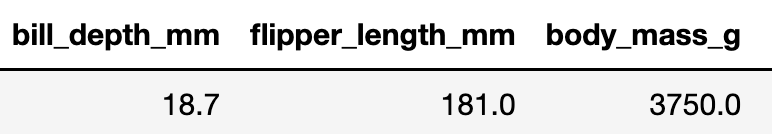 bill_depth_mm flipper_length_mm body_mass_g
18.7 181.0 3750.0